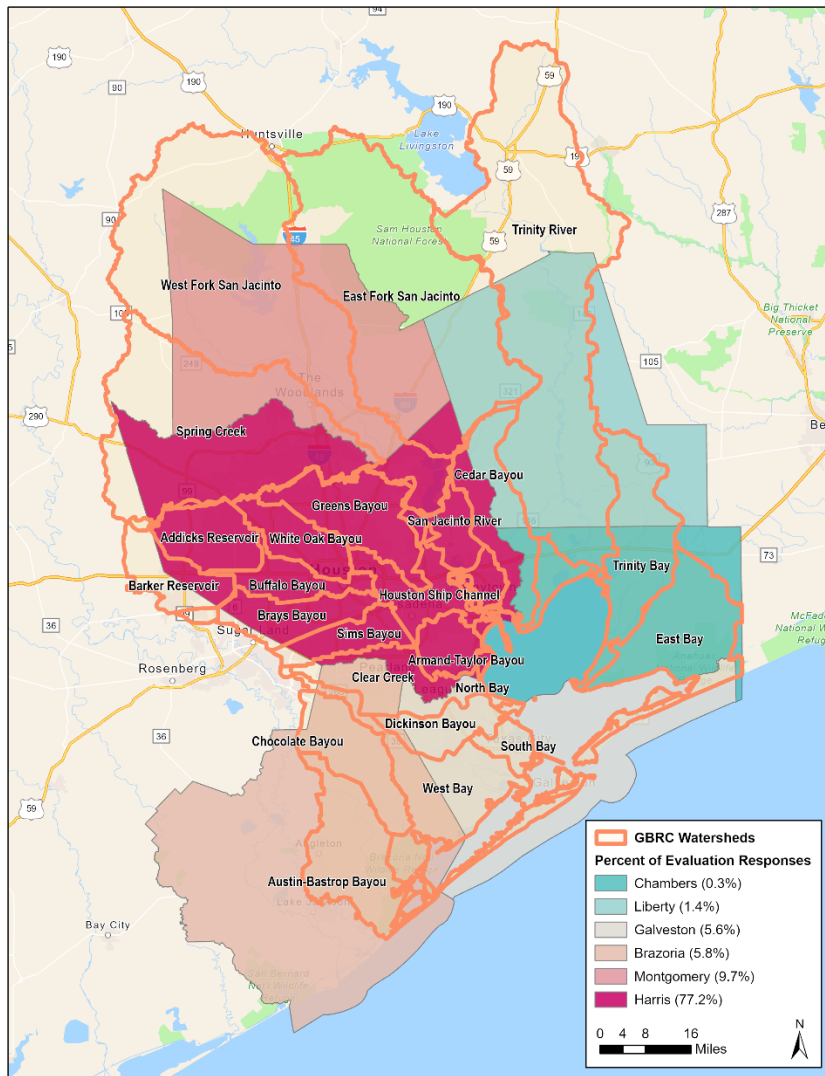 94
190
190
90
59
190
Huntsville
Lake
Livingston
59
190
287
90
Sam Houston
National Forest
59
Trinity River
45
West Fork San Jacinto
East Fork San Jacinto
Big Thicket
National
Preserve
105
249
105
The
Woodlands
321
290
Spring Creek
Cedar Bayou
99
Greens Bayou
San Jacinto River
Addicks Reservoir
White Oak Bayou
73
Houston
Trinity Bay
Barker Reservoir
Buffalo Bayou
Houston Ship Channel
Pasadena
Brays Bayou
36
Sugar Land
Sims Bayou
East Bay
Rosenberg
Armand-Taylor Bayou
Clear Creek
North Bay
36
Dickinson Bayou
Chocolate Bayou
South Bay
Galveston
59
West Bay
Angleton
Austin-Bastrop Bayou
Bay City
GBRC Watersheds
Percent of Evaluation Responses
Chambers (0.3%)
Liberty (1.4%)
Galveston (5.6%)
Brazoria (5.8%)
Montgomery (9.7%)
Harris (77.2%)
0 4 8 16
Miles
N